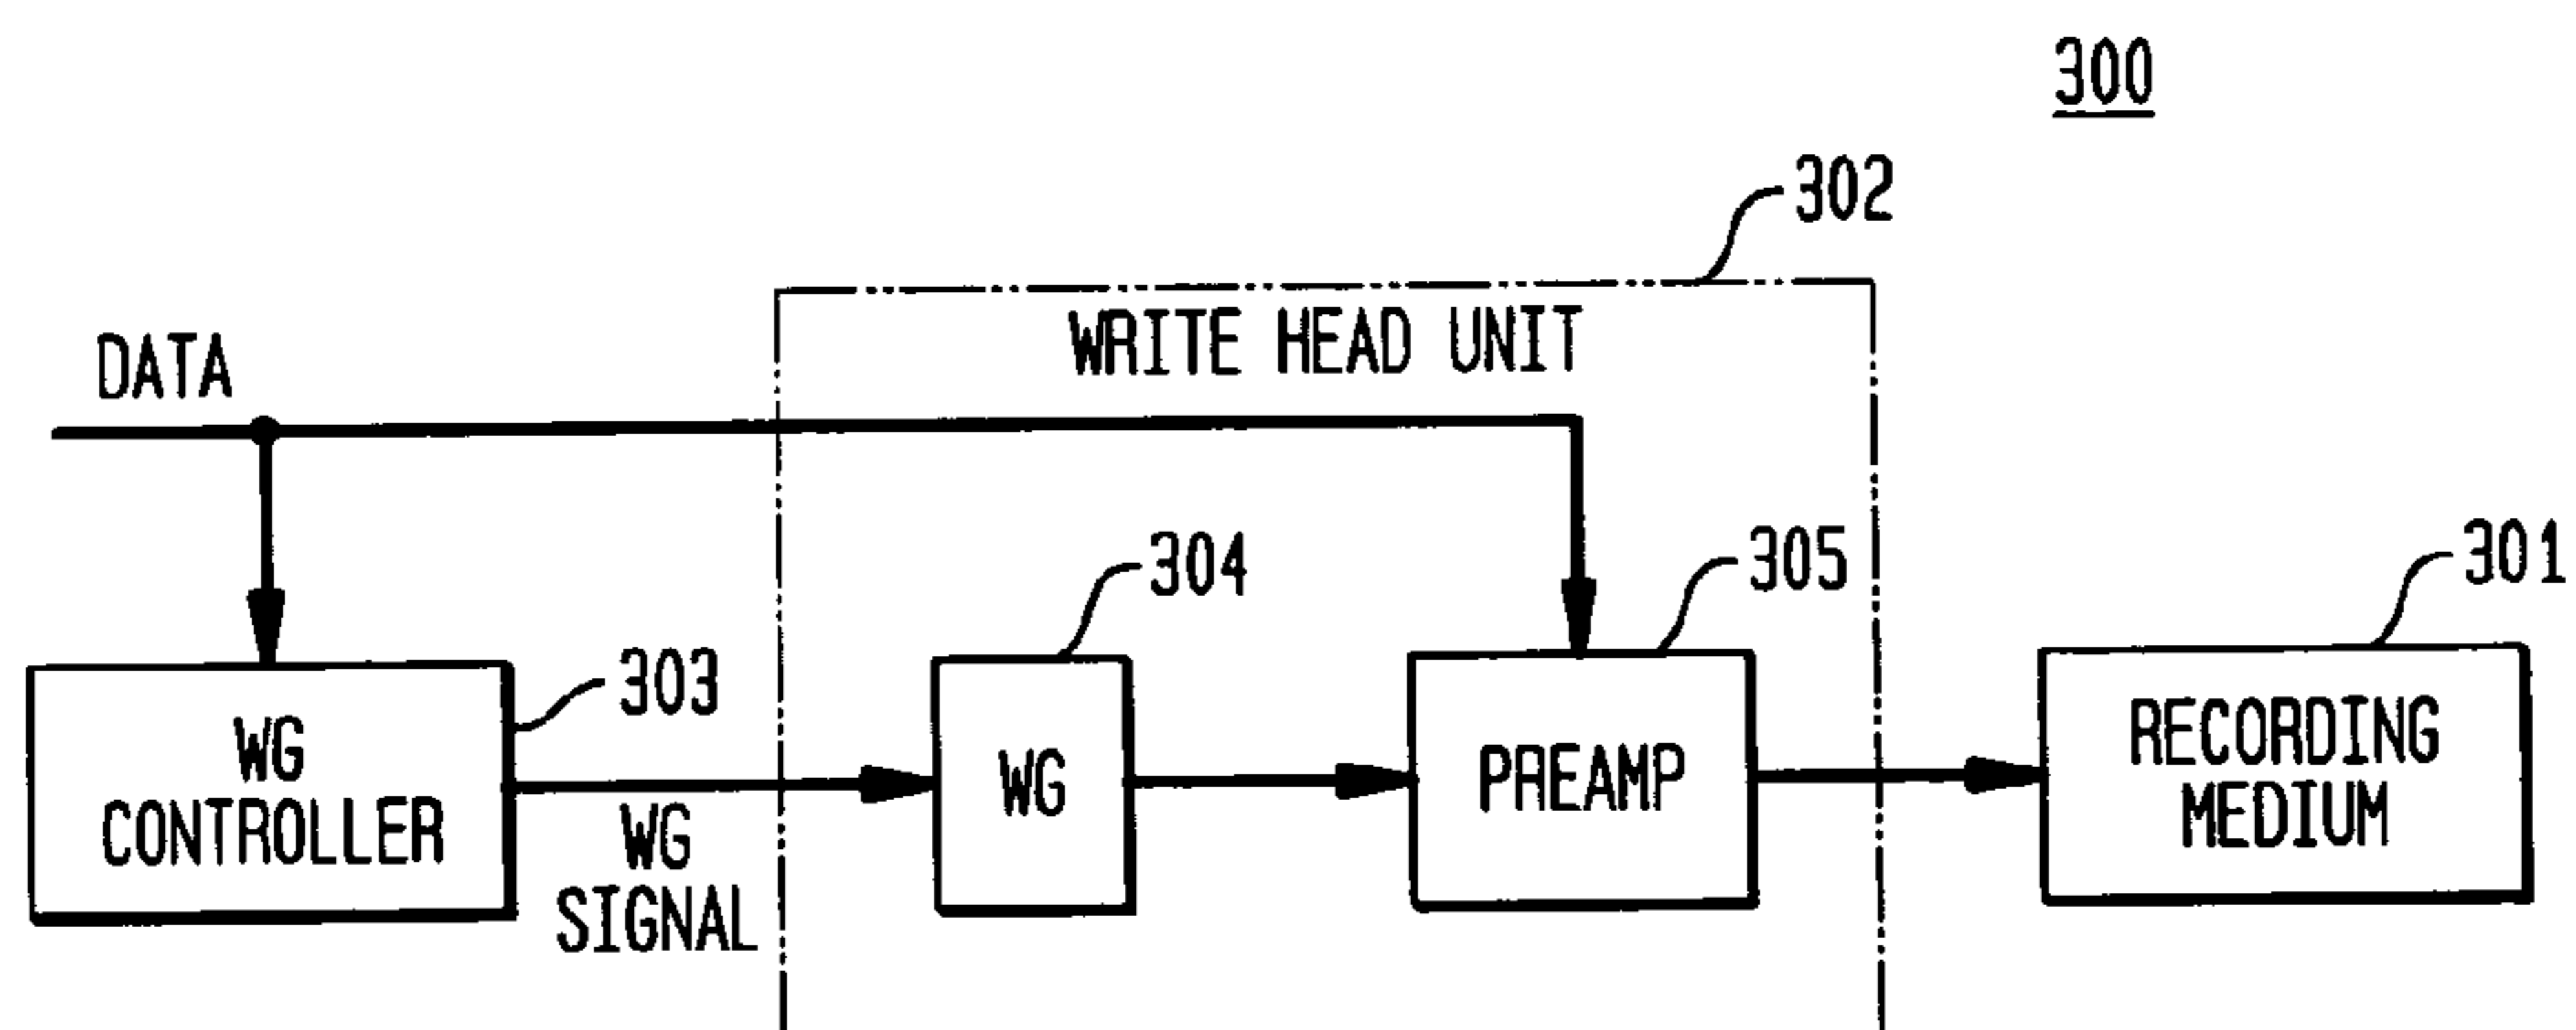 300
302
WRITE HEAD UNIT
DATA
304
305
301
303
WG
CONTROLLER
WG
SIGNAL
WG
PREAMP
RECORDING
MEDIUM